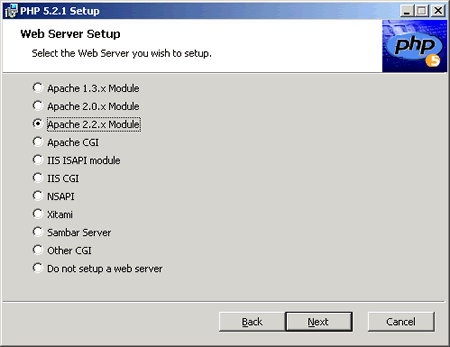 PHP 5.2.1 Setup
Web Server Setup
Select the Web Server you wish to setup.
php
5
Apache 1.3.x Module
Apache 2.0.x Module
Apache 2.2.x Module
Apache CGI
IIS ISAPI module
IIS CGI
NSAPI
Xitami
Sambar Server
Other CGI
Do not setup a web server
Back
Next
Cancel